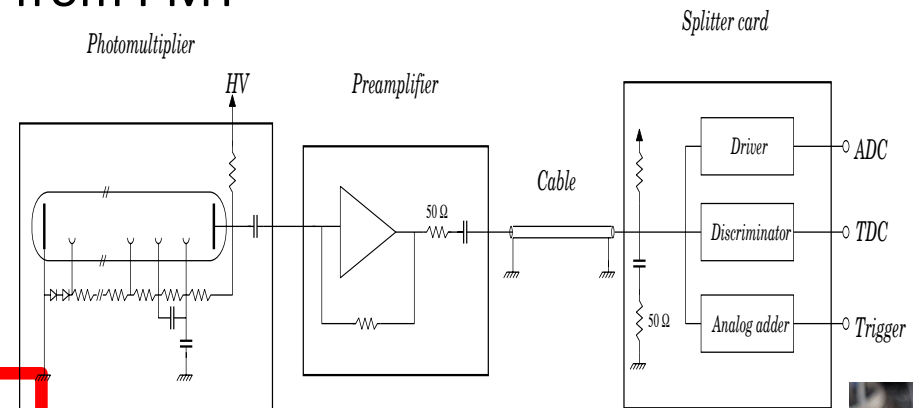 from PMT
Splitter card
Photomultiplier
HV
Preamplifier
Cable
50 Ω
Driver
ADC
Discriminator
TDC
50 Ω
Analog adder
Trigger